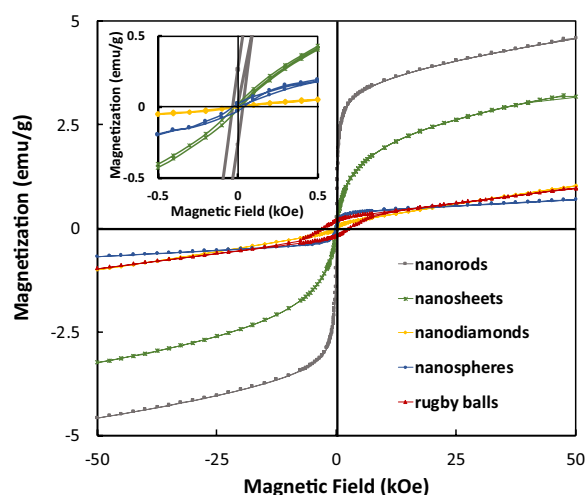 5
2.5
0
-2.5
-5
-50
-25
0
25
50
Magnetization (emu/g)
Magnetic Field (kOe)
0.5
0
-0.5
-0.5
0
0.5
Magnetization (emu/g)
Magnetic Field (kOe)
nanorods
nanosheets
nanodiamonds
nanospheres
rugby balls